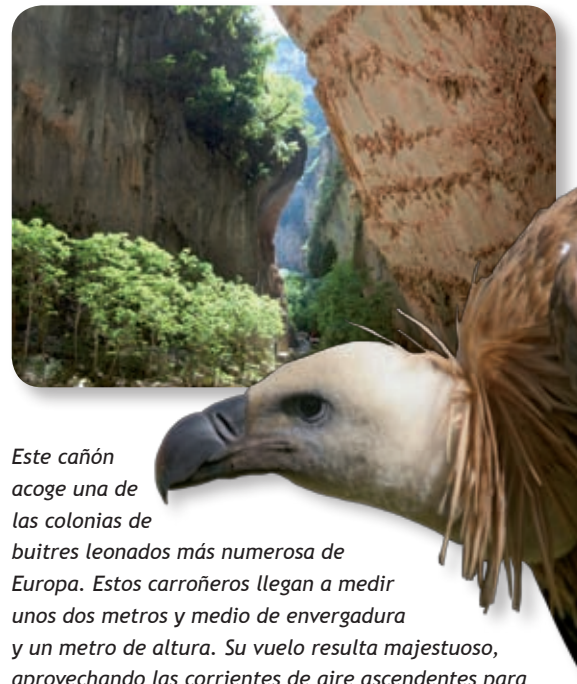 Este cañón
acoge una de
las colonias de
buitres leonados más numerosa de
Europa. Estos carroñeros llegan a medir
unos dos metros y medio de envergadura
y un metro de altura. Su vuelo resulta majestuoso,
aprovechando las corrientes de aire ascendentes para